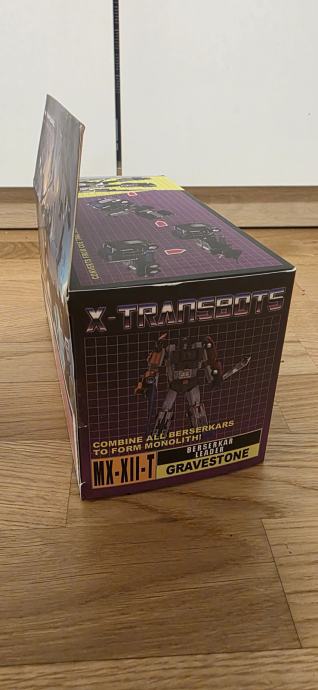 X-TRANSBOTS
COMBINE ALL BERSERKARS
TO FORM MONOLITH!
MX-XII-T
BERSERKAR
LEADER
GRAVESTONE